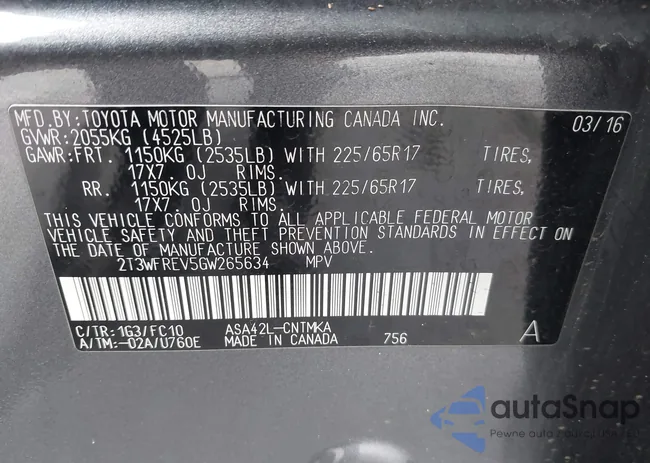 MFD.BY:TOYOTA MOTOR MANUFACTURING CANADA INC. 03/16
GVWR:2055KG (4525LB)
GAWR:FRT. 1150KG (2535LB) WITH 225/65R17 TIRES,
17X7.0J RIMS.
RR. 1150KG (2535LB) WITH 225/65R17 TIRES,
17X7.0J RIMS.
THIS VEHICLE CONFORMS TO ALL APPLICABLE FEDERAL MOTOR
VEHICLE SAFETY AND THEFT PREVENTION STANDARDS IN EFFECT ON
THE DATE OF MANUFACTURE SHOWN ABOVE.
2T3WFREV5GW265634 MPV
C/TR:1G3/FC10 ASA42L-CNTMKA
A/TM:-02A/U760E MADE IN CANADA 756 A
autaSnap
Pewne auto z